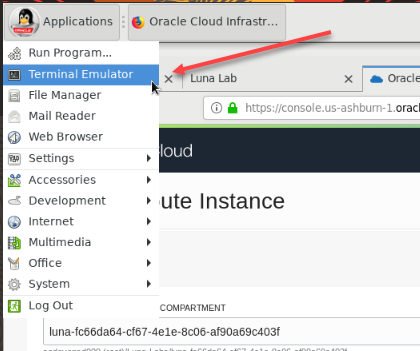 Applications
Oracle Cloud Infrastr...
Run Program...
Terminal Emulator
File Manager
Mail Reader
Web Browser
Settings
Accessories
Development
Internet
Multimedia
Office
System
Log Out
Luna Lab
Oracle
https://console.us-ashburn-1.orac
loud
ute Instance
COMPARTMENT
luna-fc66da64-cf67-4e1e-8c06-af90a69c403f